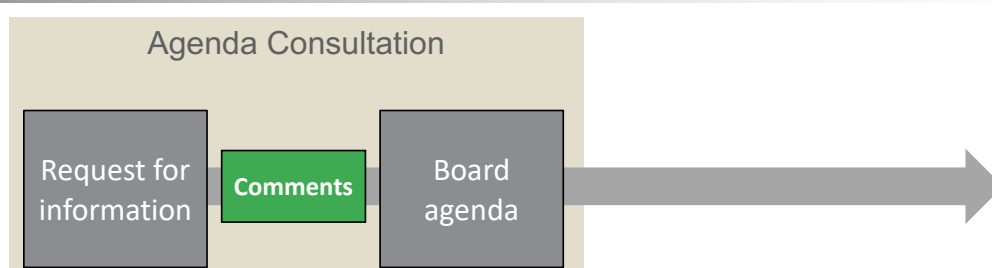 Agenda Consultation
Request for
information
Comments
Board
agenda